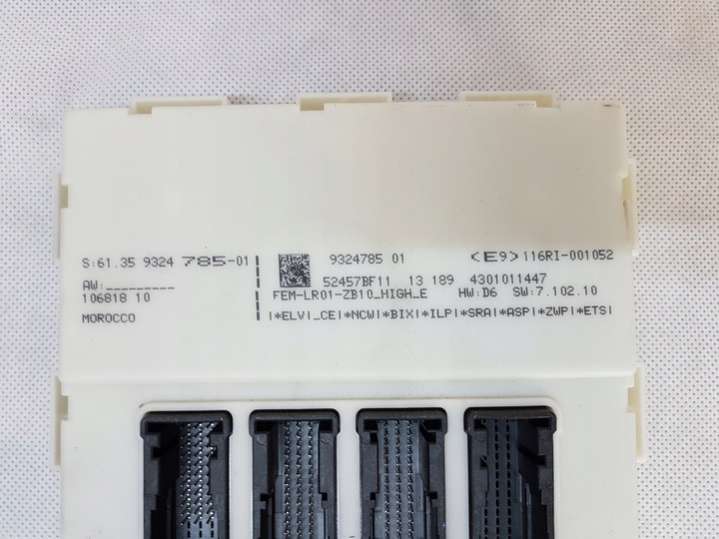 S:61.35 9324 785-01
AW:_________
106818 10
MOROCCO
9324785 01
<E9>116RI-001052
52457BF11 13 189 4301011447
FEM-LR01-ZB10_HIGH_E HW:D6 SW:7.102.10
|*ELV|_CE|*NCW|*BIX|*ILP|*SRA|*ASP|*ZWP|*ETS|